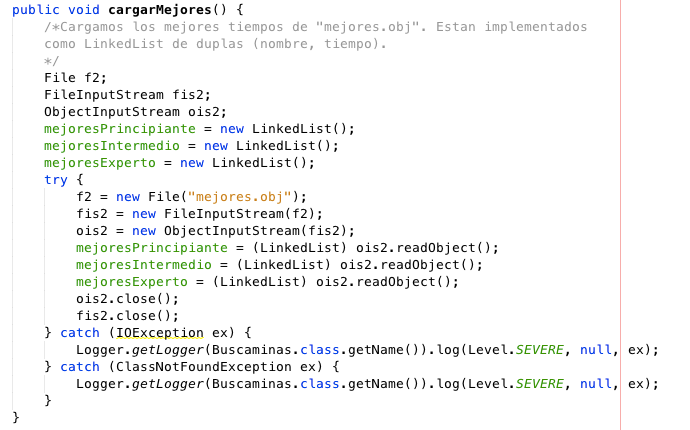 public void cargarMejores() {
/*Cargamos los mejores tiempos de "mejores.obj". Estan implementados
como LinkedList de duplas (nombre, tiempo).
*/
File f2;
FileInputStream fis2;
ObjectInputStream ois2;
mejoresPrincipiante = new LinkedList();
mejoresIntermedio = new LinkedList();
mejoresExperto = new LinkedList();
try {
f2 = new File("mejores.obj");
fis2 = new FileInputStream(f2);
ois2 = new ObjectInputStream(fis2);
mejoresPrincipiante = (LinkedList) ois2.readObject();
mejoresIntermedio = (LinkedList) ois2.readObject();
mejoresExperto = (LinkedList) ois2.readObject();
ois2.close();
fis2.close();
} catch (IOException ex) {
Logger.getLogger(Buscaminas.class.getName()).log(Level.SEVERE, null, ex);
} catch (ClassNotFoundException ex) {
Logger.getLogger(Buscaminas.class.getName()).log(Level.SEVERE, null, ex);
}
}